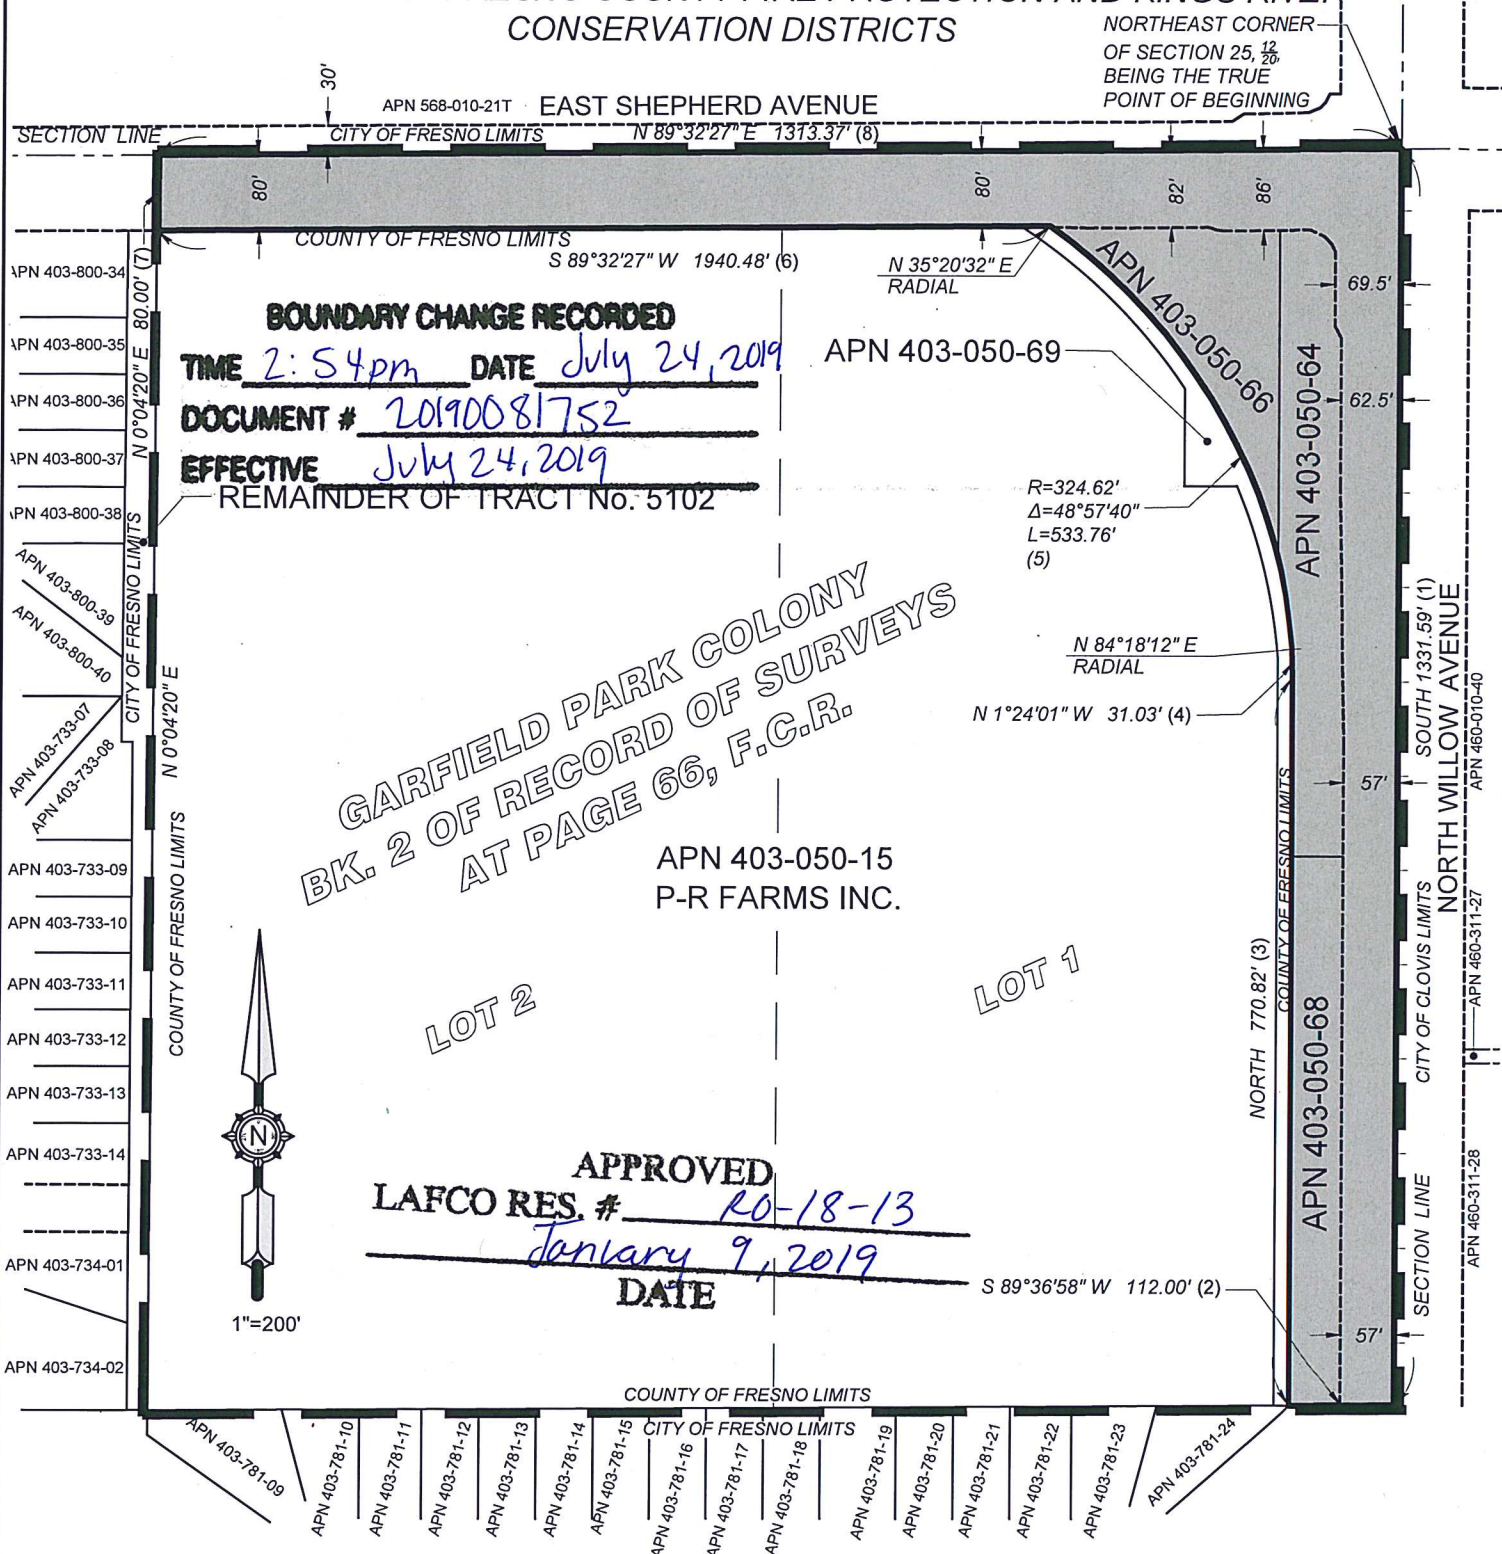 CONSERVATION DISTRICTS
NORTHEAST CORNER
OF SECTION 25, 12/20,
BEING THE TRUE
POINT OF BEGINNING
30'
APN 568-010-21T
EAST SHEPHERD AVENUE
SECTION LINE
CITY OF FRESNO LIMITS
N 89°32'27" E 1313.37' (8)
80'
80'
82'
86'
COUNTY OF FRESNO LIMITS
S 89°32'27" W 1940.48' (6)
N 35°20'32" E
RADIAL
APN 403-050-66
69.5'
62.5'
APN 403-050-64
APN 403-050-69
N 0°04'20" E 80.00' (7)
APN 403-800-34
APN 403-800-35
APN 403-800-36
APN 403-800-37
APN 403-800-38
APN 403-800-39
APN 403-800-40
APN 403-733-07
APN 403-733-08
APN 403-733-09
APN 403-733-10
APN 403-733-11
APN 403-733-12
APN 403-733-13
APN 403-733-14
APN 403-734-01
APN 403-734-02
CITY OF FRESNO LIMITS
N 0°04'20" E
COUNTY OF FRESNO LIMITS
BOUNDARY CHANGE RECORDED
TIME 2:54pm DATE July 24, 2019
DOCUMENT # 20190081752
EFFECTIVE July 24, 2019
REMAINDER OF TRACT No. 5102
R=324.62'
Δ=48°57'40"
L=533.76'
(5)
N 84°18'12" E
RADIAL
N 1°24'01" W 31.03' (4)
GARFIELD PARK COLONY
BK. 2 OF RECORD OF SURVEYS
AT PAGE 66, F.C.R.
APN 403-050-15
P-R FARMS INC.
LOT 2
LOT 1
N
1"=200'
APPROVED
LAFCO RES. # RO-18-13
January 9, 2019
DATE
S 89°36'58" W 112.00' (2)
NORTH 770.82' (3)
COUNTY OF FRESNO LIMITS
APN 403-050-68
57'
57'
SOUTH 1331.59' (1)
NORTH WILLOW AVENUE
CITY OF CLOVIS LIMITS
SECTION LINE
APN 460-010-40
APN 460-311-27
APN 460-311-28
COUNTY OF FRESNO LIMITS
CITY OF FRESNO LIMITS
APN 403-781-09
APN 403-781-10
APN 403-781-11
APN 403-781-12
APN 403-781-13
APN 403-781-14
APN 403-781-15
APN 403-781-16
APN 403-781-17
APN 403-781-18
APN 403-781-19
APN 403-781-20
APN 403-781-21
APN 403-781-22
APN 403-781-23
APN 403-781-24